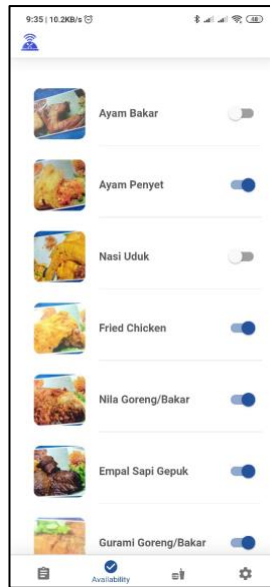 9:35 | 10.2KB/s
48
Ayam Bakar
Ayam Penyet
Nasi Uduk
Fried Chicken
Nila Goreng/Bakar
Empal Sapi Gepuk
Gurami Goreng/Bakar
Availability